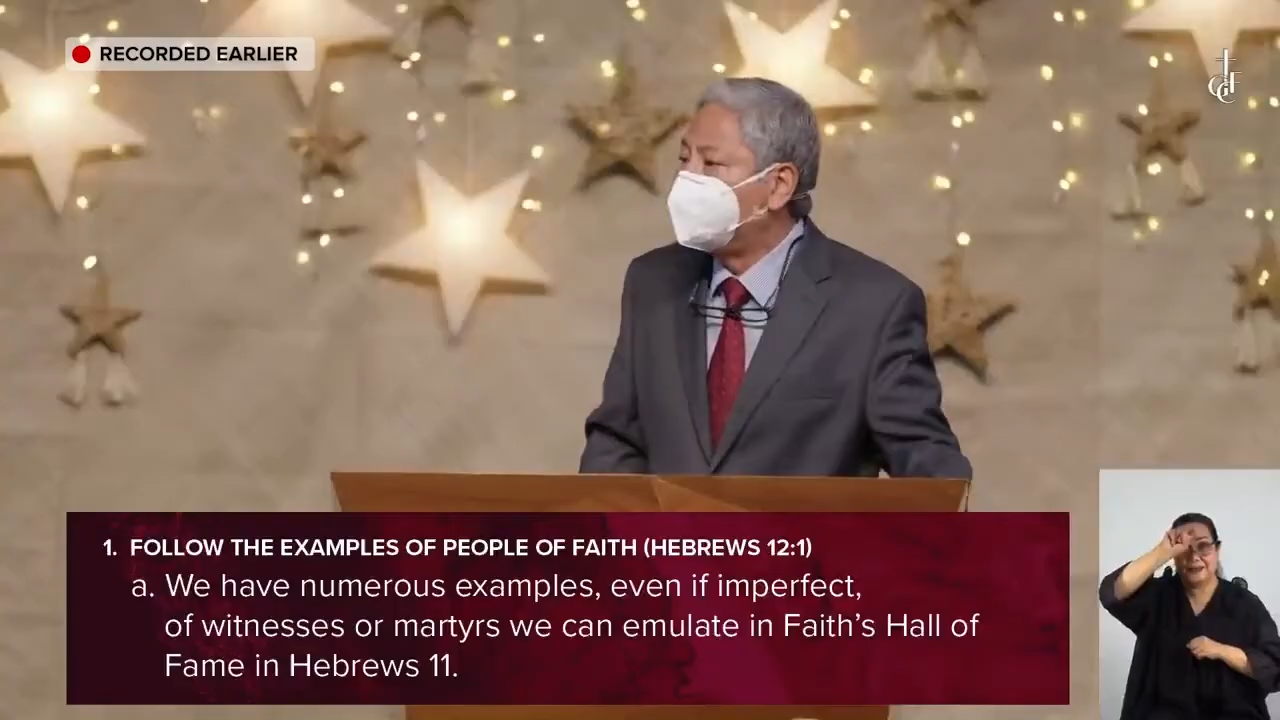 RECORDED EARLIER
1. FOLLOW THE EXAMPLES OF PEOPLE OF FAITH (HEBREWS 12:1)
a. We have numerous examples, even if imperfect,
of witnesses or martyrs we can emulate in Faith's Hall of
Fame in Hebrews 11.